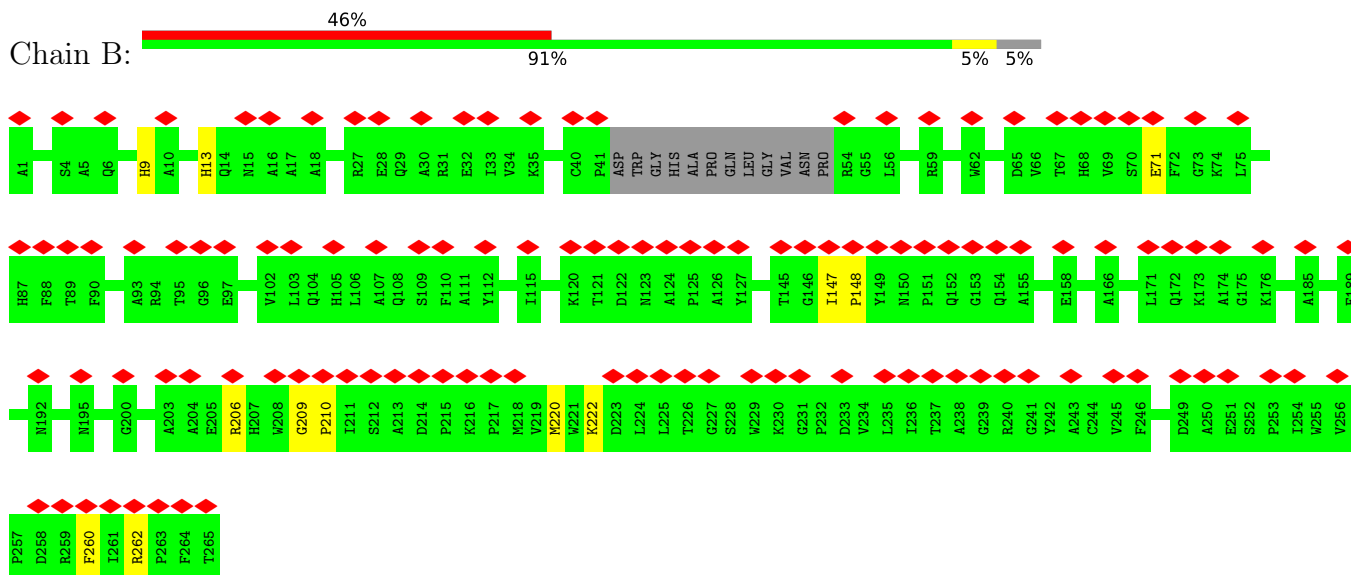 46%
Chain B:
91% 5% 5%
A1 S4 A5 Q6 H9 A10 H13 Q14 N15 A16 A17 A18 R27 E28 Q29 A30 R31 E32 I33 V34 K35 C40 P41 ASP TRP GLY HIS ALA PRO GLN LEU GLY VAL ASN PRO R54 G55 L56 R59 W62 D65 V66 T67 H68 V69 S70 E71 F72 G73 K74 L75
H87 F88 T89 F90 A93 R94 T95 G96 E97 V102 L103 Q104 H105 L106 A107 Q108 S109 F110 A111 Y112 I115 K120 T121 D122 N123 A124 P125 A126 Y127 T145 G146 I147 P148 Y149 N150 P151 Q152 G153 Q154 A155 E158 A166 L171 Q172 K173 A174 G175 K176 A185
N192 N195 G200 A203 A204 E205 R206 H207 W208 G209 P210 I211 S212 A213 D214 P215 K216 P217 M218 V219 M220 W221 K222 D223 L224 L225 T226 G227 S228 W229 K230 G231 P232 D233 V234 L235 I236 T237 A238 G239 R240 G241 Y242 A243 C244 V245 F246 D249 A250 E251 S252 P253 I254 W255 V256
P257 D258 R259 F260 I261 R262 P263 F264 T265